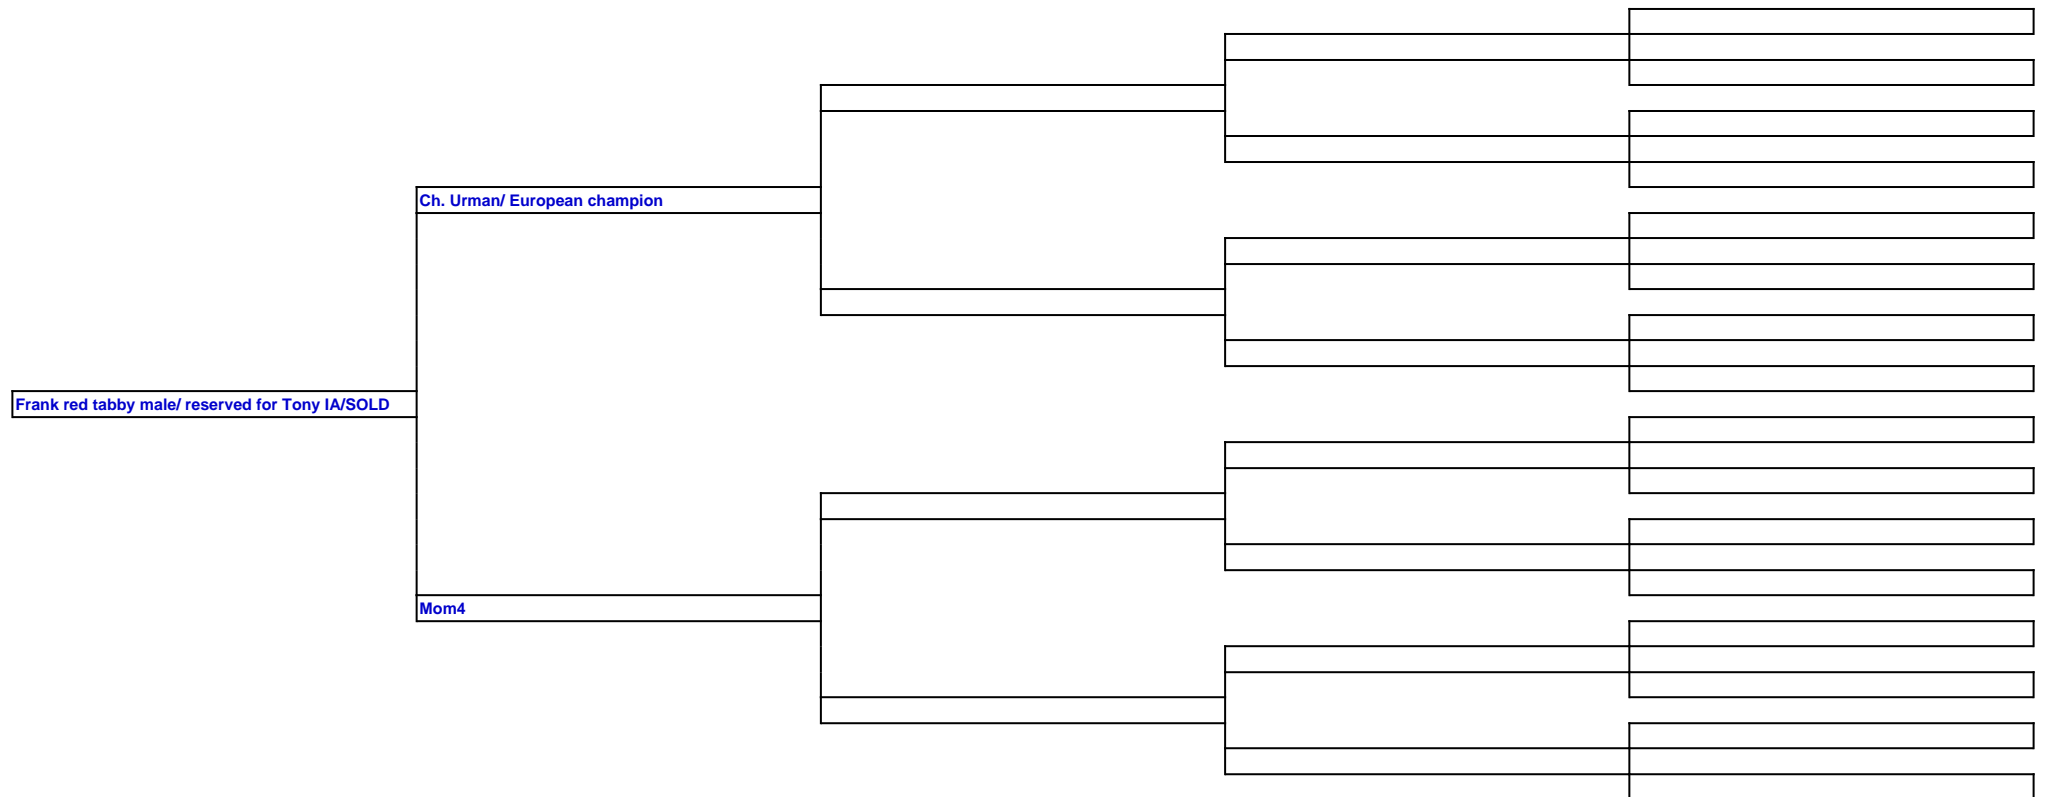 Ch. Urman/ European champion
Frank red tabby male/ reserved for Tony IA/SOLD
Mom4